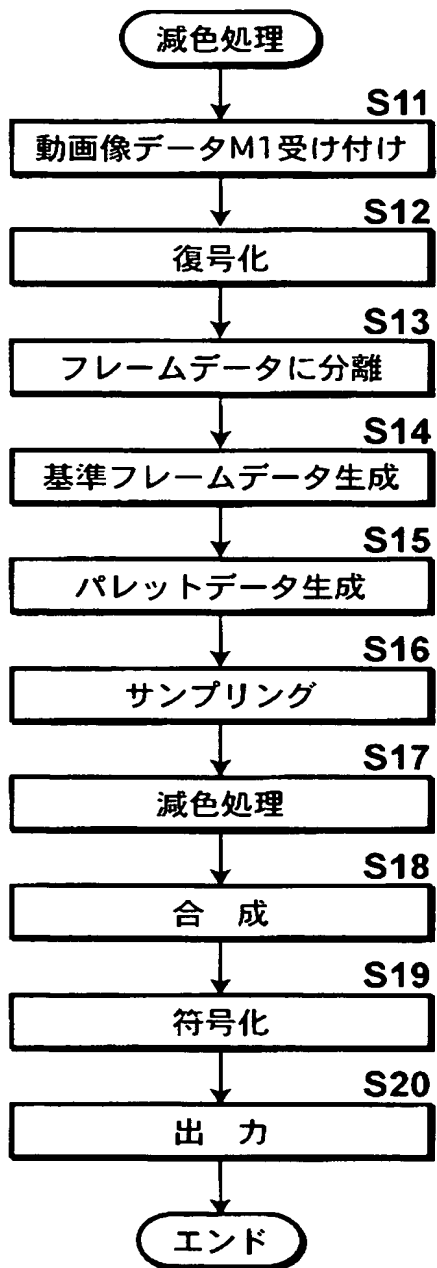 減色処理
S11
動画像データM1受け付け
S12
復号化
S13
フレームデータに分離
S14
基準フレームデータ生成
S15
パレットデータ生成
S16
サンプリング
S17
減色処理
S18
合 成
S19
符号化
S20
出 力
エンド